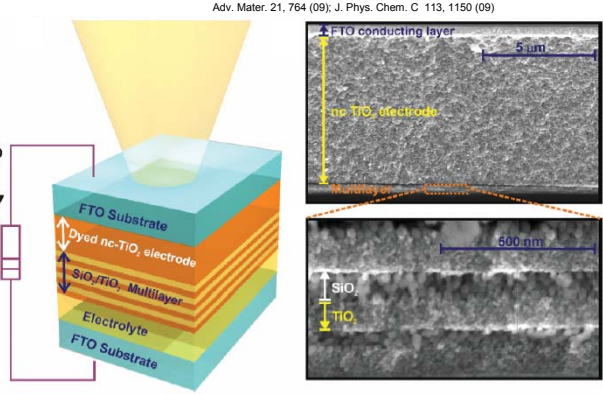 Adv. Mater. 21, 764 (09); J. Phys. Chem. C 113, 1150 (09)
FTO Substrate
Dyed nc-TiO₂ electrode
SiO₂/TiO₂ Multilayer
Electrolyte
FTO Substrate
FTO conducting layer
5 μm
nc TiO₂ electrode
Multilayer
500 nm
SiO₂
TiO₂